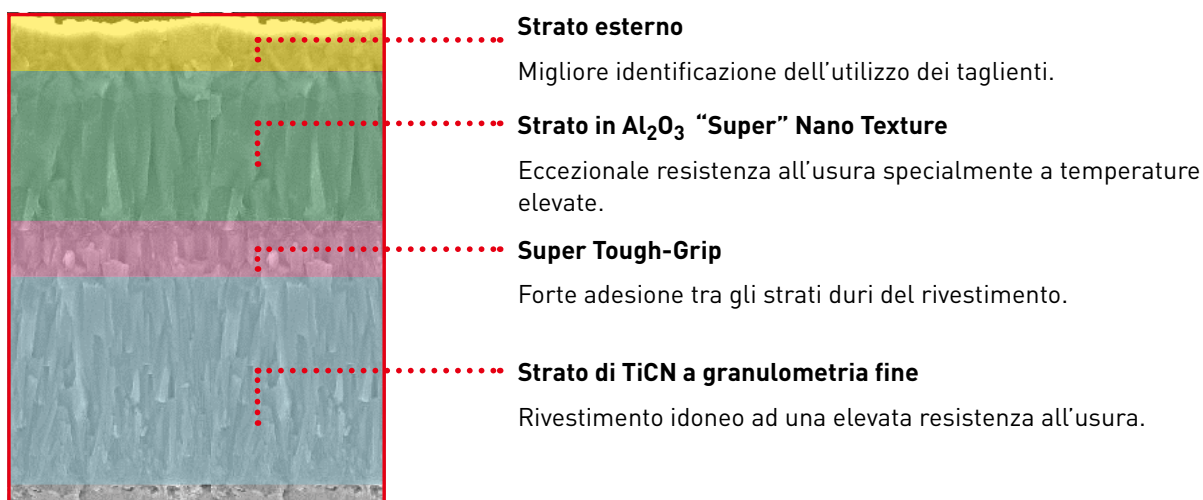 Strato esterno
Migliore identificazione dell’utilizzo dei taglienti.
Strato in Al₂O₃ “Super” Nano Texture
Eccezionale resistenza all’usura specialmente a temperature
elevate.
Super Tough-Grip
Forte adesione tra gli strati duri del rivestimento.
Strato di TiCN a granulometria fine
Rivestimento idoneo ad una elevata resistenza all’usura.